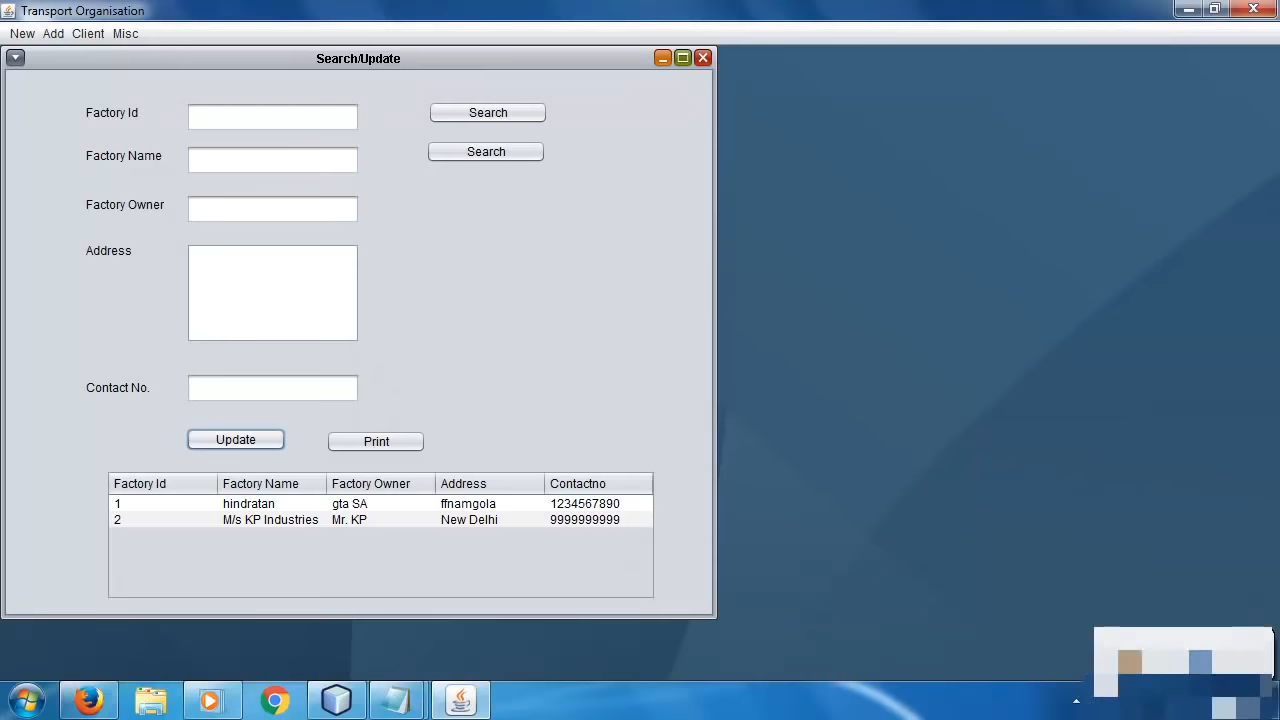 Transport Organisation
New Add Client Misc
Search/Update
Factory Id
Search
Factory Name
Search
Factory Owner
Address
Contact No.
Update
Print
Factory Id Factory Name Factory Owner Address Contactno
1 hindratan gta SA ffnamgola 1234567890
2 M/s KP Industries Mr. KP New Delhi 9999999999